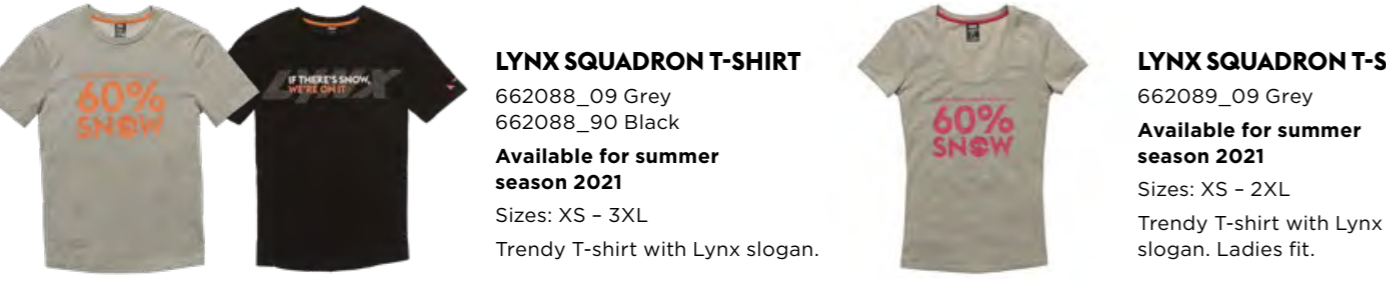 60%
SNOW
LYNX
IF THERE'S SNOW,
WE'RE ON IT
LYNX SQUADRON T-SHIRT
662088_09 Grey
662088_90 Black
Available for summer
season 2021
Sizes: XS – 3XL
Trendy T-shirt with Lynx slogan.
60%
SNOW
LYNX SQUADRON T-S
662089_09 Grey
Available for summer
season 2021
Sizes: XS – 2XL
Trendy T-shirt with Lynx
slogan. Ladies fit.